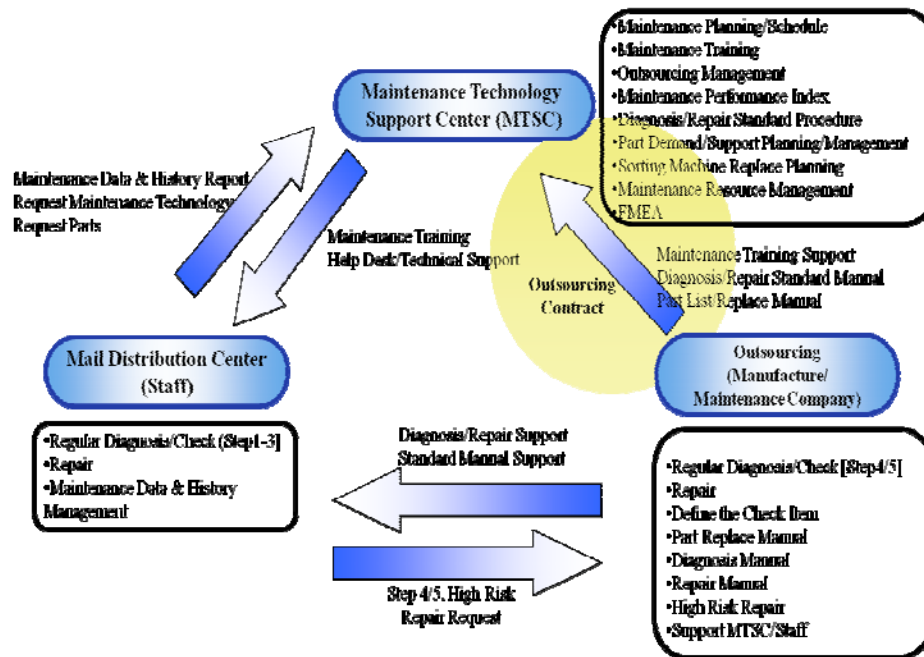 •Maintenance Planning/Schedule
•Maintenance Training
•Outsourcing Management
•Maintenance Performance Index
•Diagnosis/Repair Standard Procedure
•Part Demand/Support Planning/Management
•Sorting Machine Replace Planning
•Maintenance Resource Management
•FMEA
Maintenance Technology
Support Center (MTSC)
Maintenance Data & History Report
Request Maintenance Technology
Request Parts
Maintenance Training
Help Desk/Technical Support
Outsourcing
Contract
Maintenance Training Support
Diagnosis/Repair Standard Manual
Part List/Replace Manual
Mail Distribution Center
(Staff)
Outsourcing
(Manufacture/
Maintenance Company)
•Regular Diagnosis/Check (Step1-3]
•Repair
•Maintenance Data & History
Management
Diagnosis/Repair Support
Standard Manual Support
Step 4/5. High Risk
Repair Request
•Regular Diagnosis/Check [Step4/5]
•Repair
•Define the Check Item
•Part Replace Manual
•Diagnosis Manual
•Repair Manual
•High Risk Repair
•Support MTSC/Staff